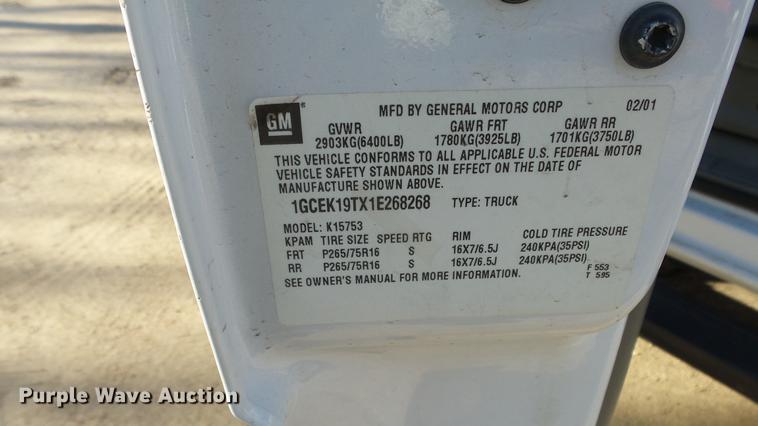 GM ® MFD BY GENERAL MOTORS CORP 02/01
GVWR GAWR FRT GAWR RR
2903KG(6400LB) 1780KG(3925LB) 1701KG(3750LB)
THIS VEHICLE CONFORMS TO ALL APPLICABLE U.S. FEDERAL MOTOR
VEHICLE SAFETY STANDARDS IN EFFECT ON THE DATE OF
MANUFACTURE SHOWN ABOVE.
1GCEK19TX1E268268 TYPE: TRUCK
MODEL: K15753
KPAM TIRE SIZE SPEED RTG RIM COLD TIRE PRESSURE
FRT P265/75R16 S 16X7/6.5J 240KPA(35PSI)
RR P265/75R16 S 16X7/6.5J 240KPA(35PSI)
SEE OWNER'S MANUAL FOR MORE INFORMATION.
F 553
T 595
Purple Wave Auction®